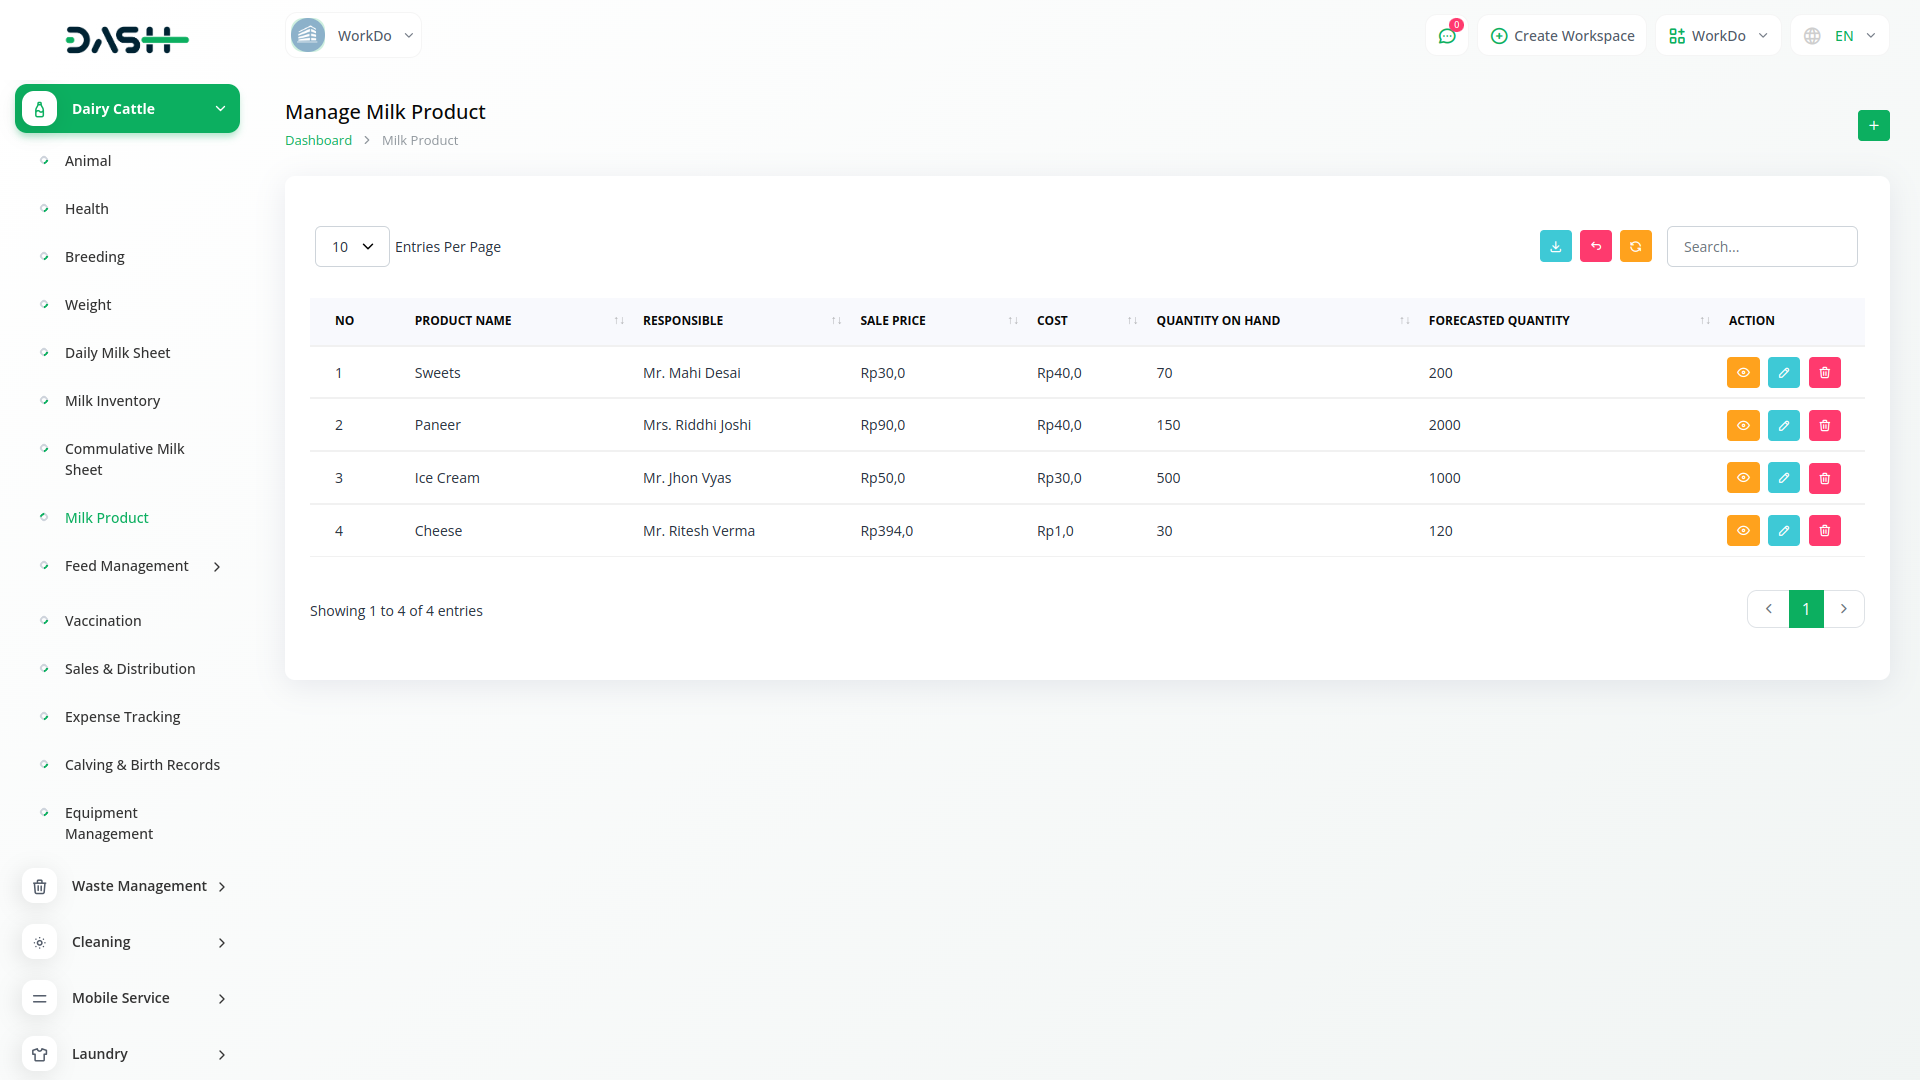 DASH
WorkDo
0
Create Workspace
WorkDo
EN
Dairy Cattle
Animal
Health
Breeding
Weight
Daily Milk Sheet
Milk Inventory
Commulative Milk
Sheet
Milk Product
Feed Management
Vaccination
Sales & Distribution
Expense Tracking
Calving & Birth Records
Equipment
Management
Waste Management
Cleaning
Mobile Service
Laundry
Manage Milk Product
Dashboard > Milk Product
10 Entries Per Page
Search...
NO PRODUCT NAME RESPONSIBLE SALE PRICE COST QUANTITY ON HAND FORECASTED QUANTITY ACTION
1 Sweets Mr. Mahi Desai Rp30,0 Rp40,0 70 200
2 Paneer Mrs. Riddhi Joshi Rp90,0 Rp40,0 150 2000
3 Ice Cream Mr. Jhon Vyas Rp50,0 Rp30,0 500 1000
4 Cheese Mr. Ritesh Verma Rp394,0 Rp1,0 30 120
Showing 1 to 4 of 4 entries
1